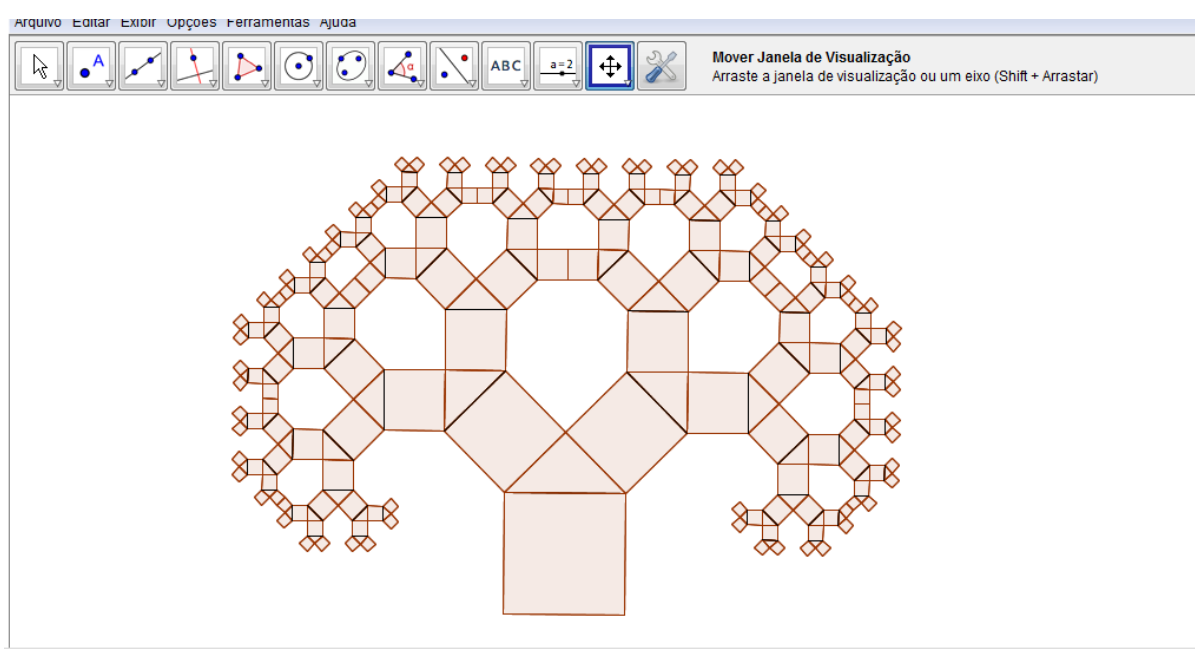 Arquivo Editar Exibir Opções Ferramentas Ajuda
A
α
ABC
a=2
Mover Janela de Visualização
Arraste a janela de visualização ou um eixo (Shift + Arrastar)